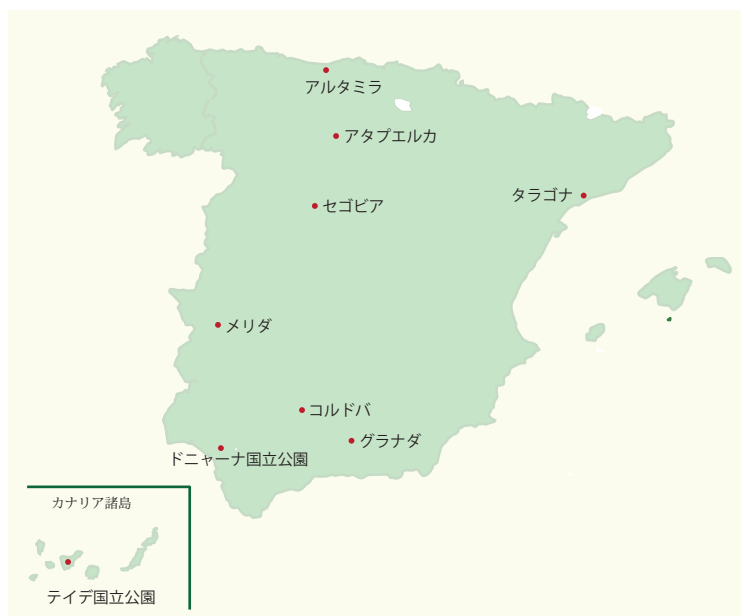 アルタミラ
アタプエルカ
タラゴナ
セゴビア
メリダ
コルドバ
グラナダ
ドニャーナ国立公園
カナリア諸島
テイデ国立公園